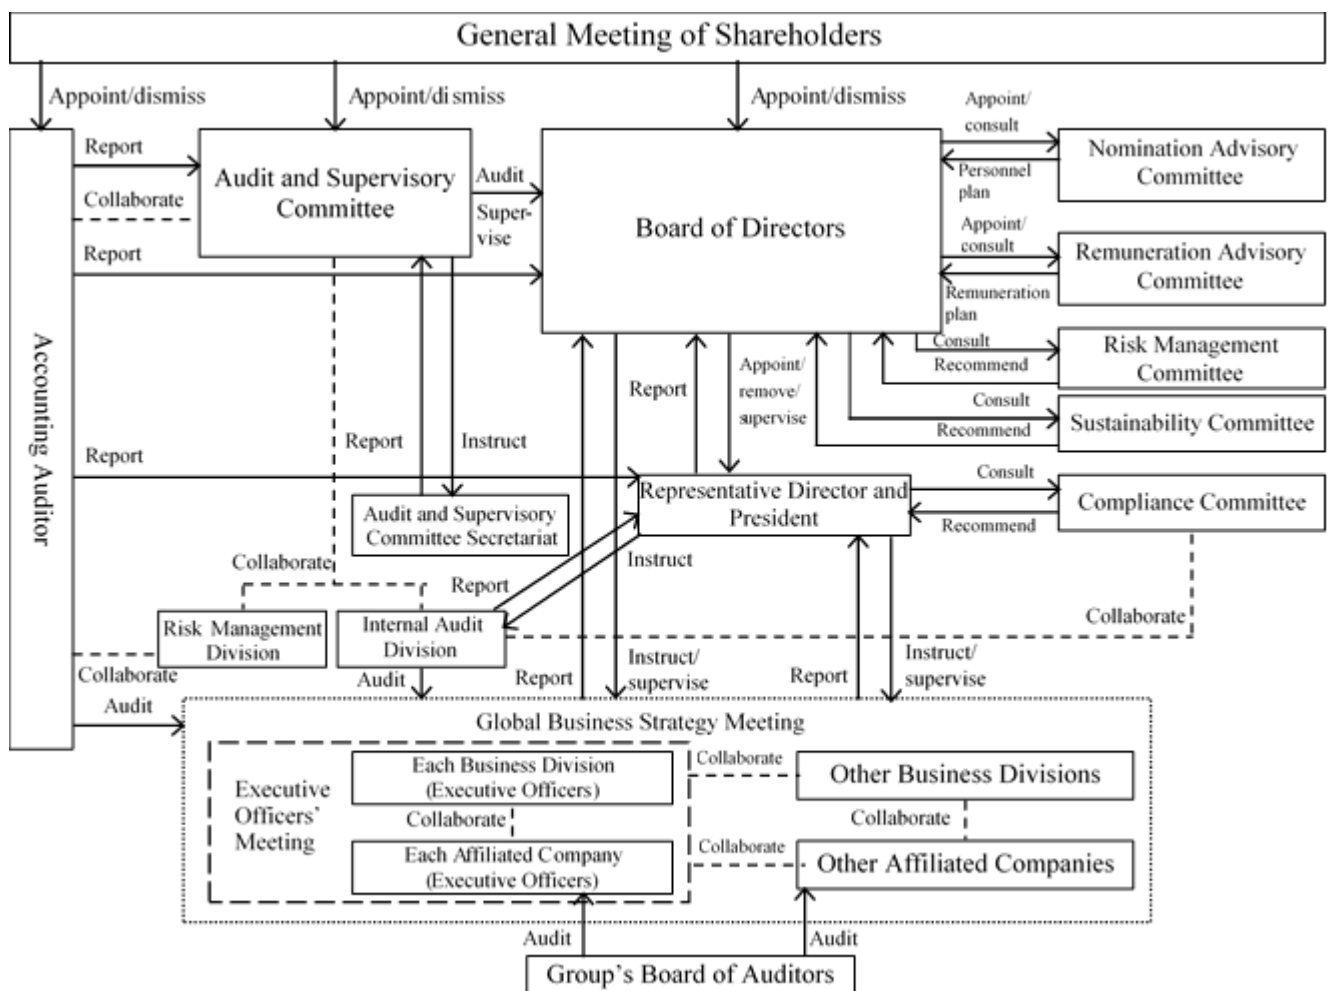 General Meeting of Shareholders
Appoint/dismiss
Appoint/dismiss
Appoint/dismiss
Appoint/
consult
Report
Audit and Supervisory
Committee
Collaborate
Audit
Super-
vise
Board of Directors
Nomination Advisory
Committee
Personnel
plan
Appoint/
consult
Report
Remuneration Advisory
Committee
Remuneration
plan
Accounting Auditor
Consult
Recommend
Risk Management
Committee
Report
Appoint/
remove/
supervise
Consult
Recommend
Sustainability Committee
Report
Instruct
Report
Representative Director and
President
Consult
Recommend
Compliance Committee
Audit and Supervisory
Committee Secretariat
Collaborate
Report
Instruct
Collaborate
Risk Management
Division
Internal Audit
Division
Collaborate
Audit
Audit
Report
Instruct/
supervise
Report
Instruct/
supervise
Global Business Strategy Meeting
Executive
Officers’
Meeting
Each Business Division
(Executive Officers)
Collaborate
Each Affiliated Company
(Executive Officers)
Collaborate
Other Business Divisions
Collaborate
Collaborate
Other Affiliated Companies
Audit
Audit
Group’s Board of Auditors